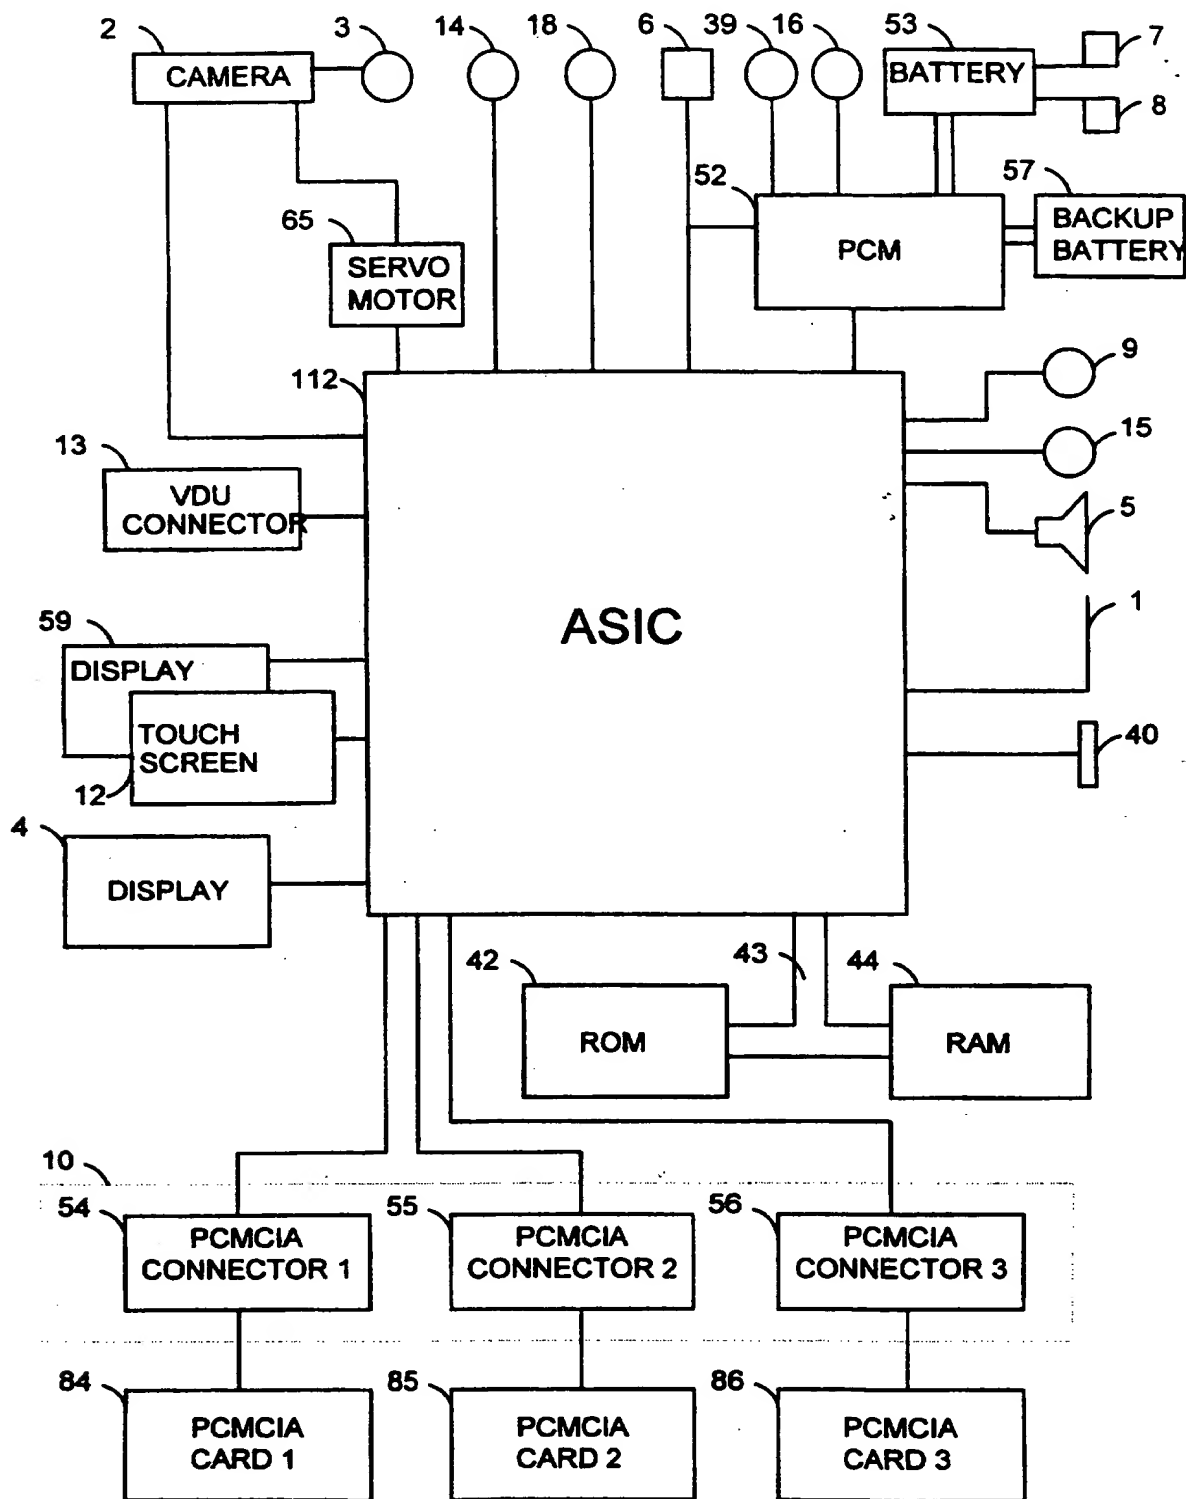 2
3
14
18
6
39
16
53
7
CAMERA
BATTERY
8
52
57
65
BACKUP
BATTERY
PCM
SERVO
MOTOR
112
9
13
15
VDU
CONNECTOR
5
ASIC
1
59
DISPLAY
TOUCH
SCREEN
12
40
4
DISPLAY
42
43
44
ROM
RAM
10
54
55
56
PCMCIA
CONNECTOR 1
PCMCIA
CONNECTOR 2
PCMCIA
CONNECTOR 3
84
85
86
PCMCIA
CARD 1
PCMCIA
CARD 2
PCMCIA
CARD 3